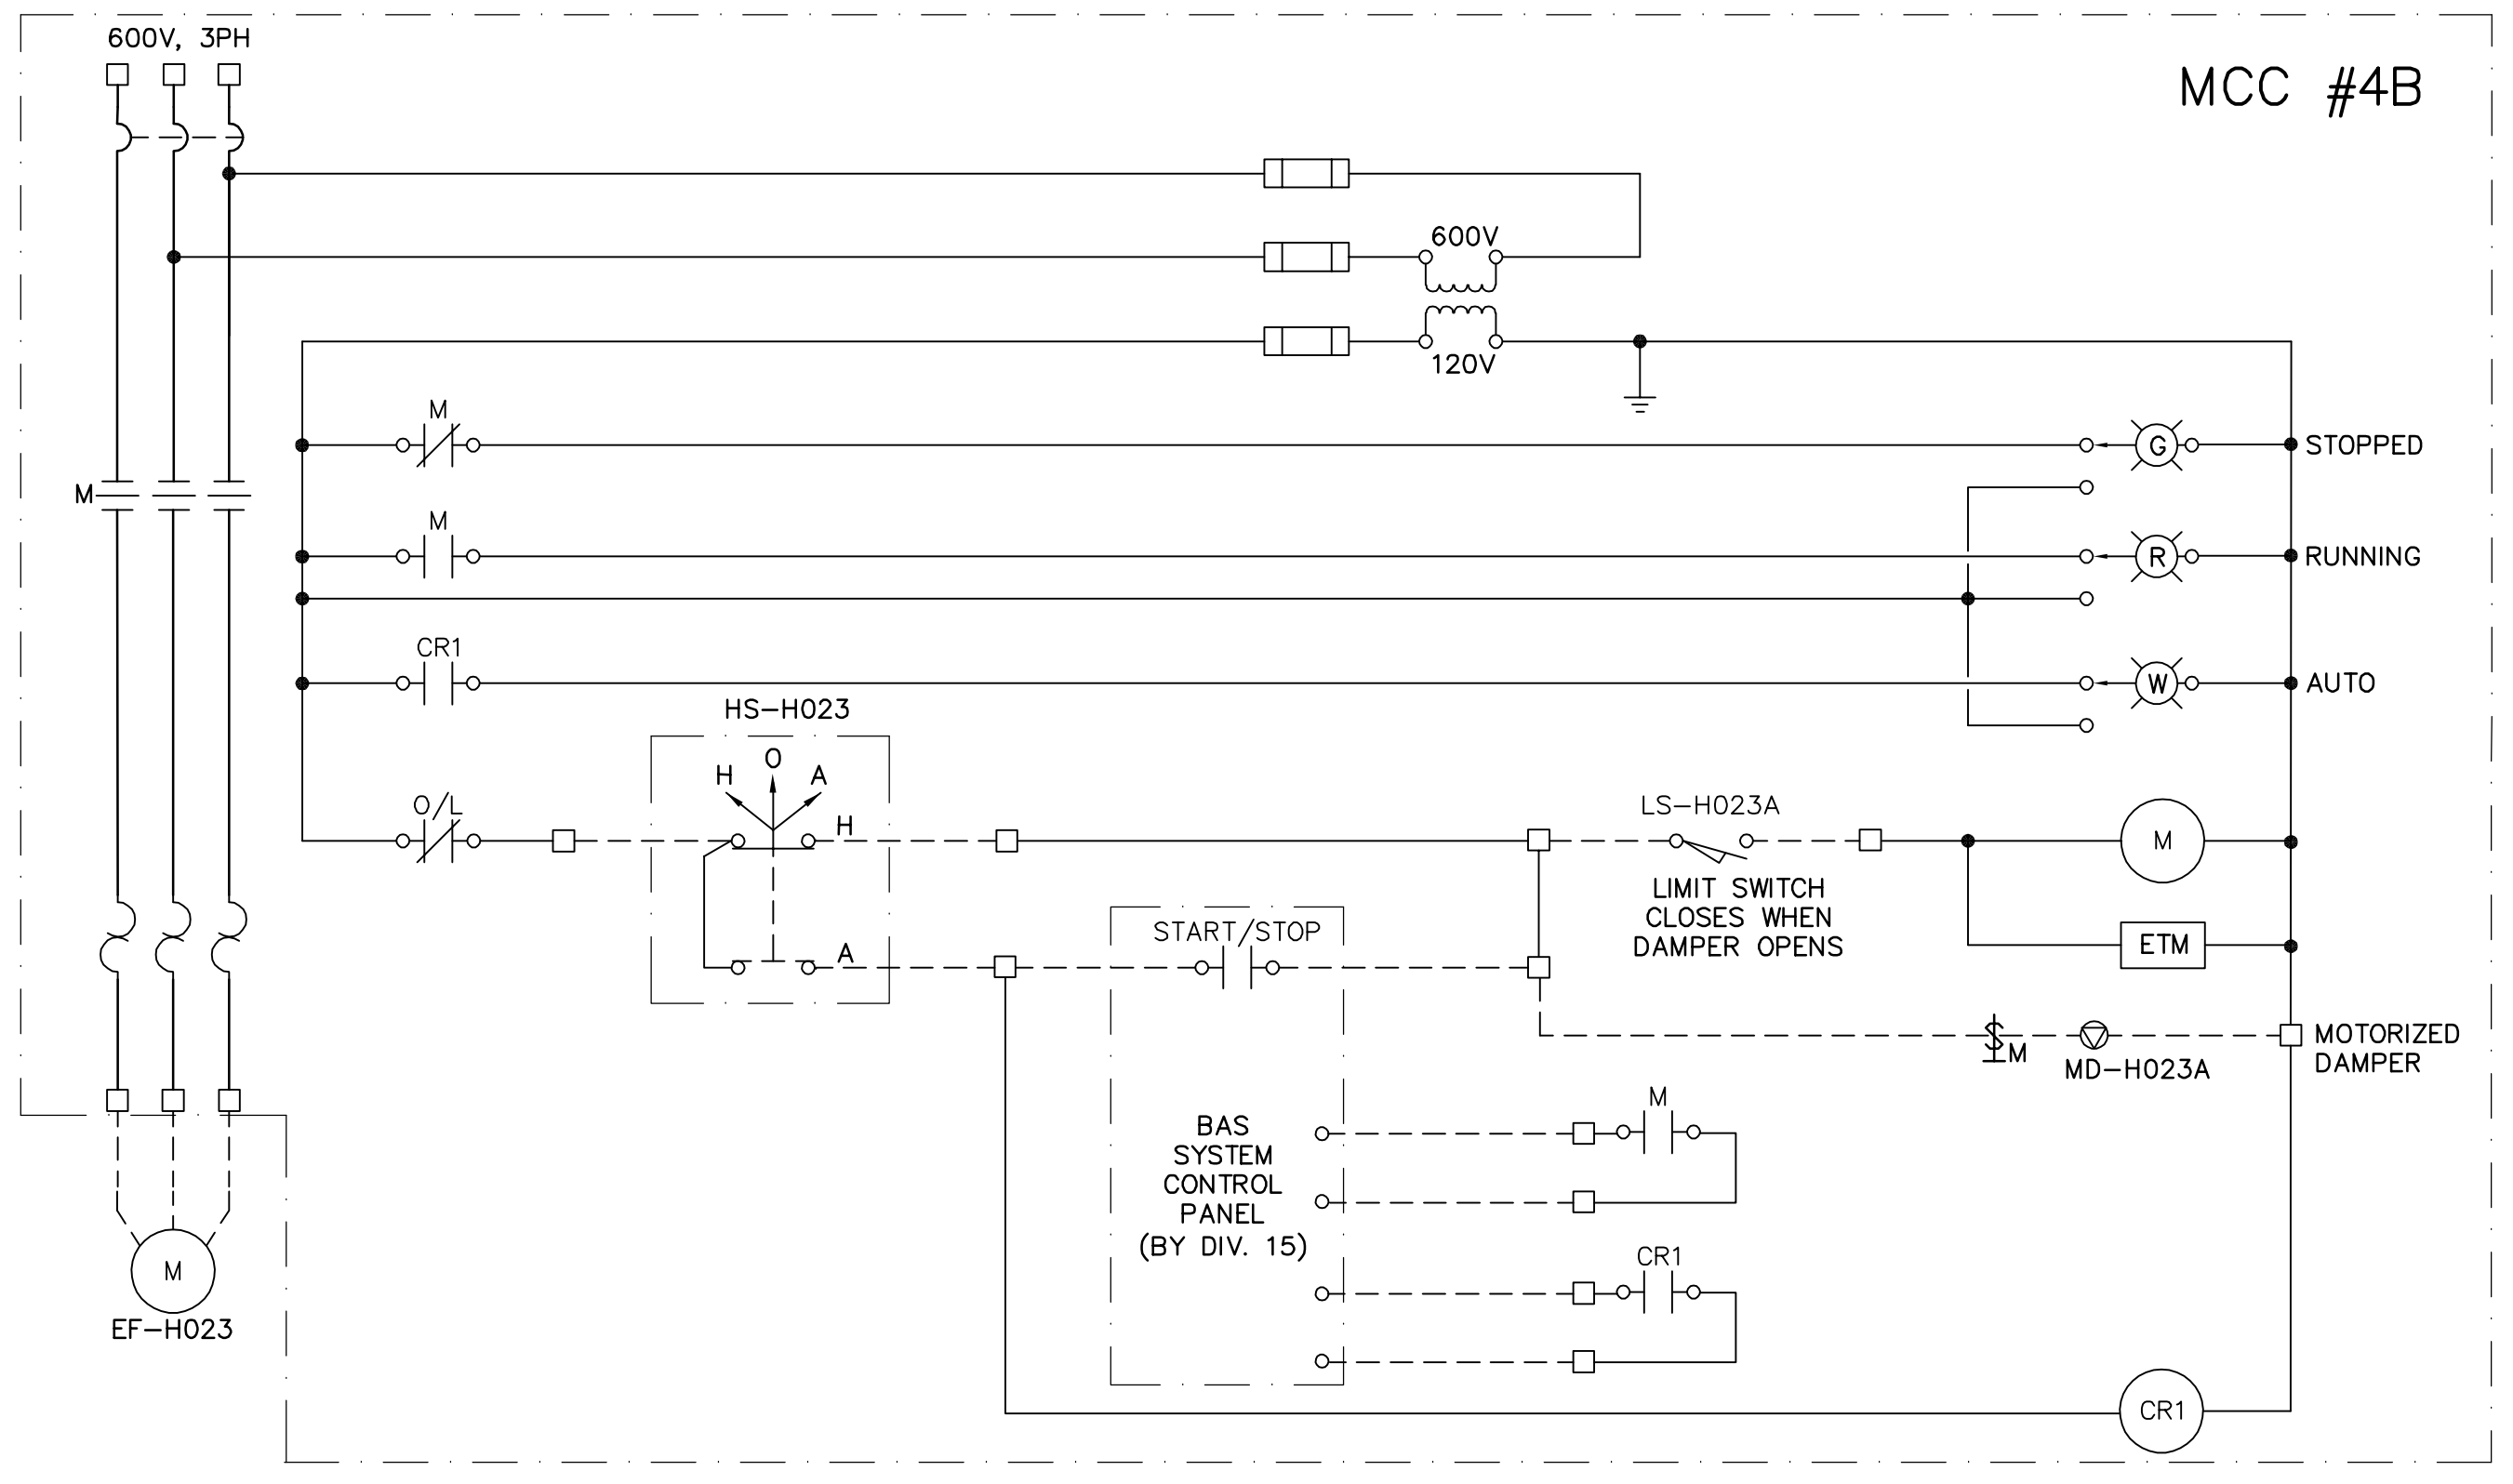 600V, 3PH
MCC #4B
600V
120V
M
G
STOPPED
M
M
R
RUNNING
CR1
W
AUTO
HS-H023
H
O
A
O/L
H
LS-H023A
M
LIMIT SWITCH
CLOSES WHEN
DAMPER OPENS
START/STOP
A
ETM
M
MD-H023A
MOTORIZED
DAMPER
BAS
SYSTEM
CONTROL
PANEL
(BY DIV. 15)
M
CR1
M
EF-H023
CR1